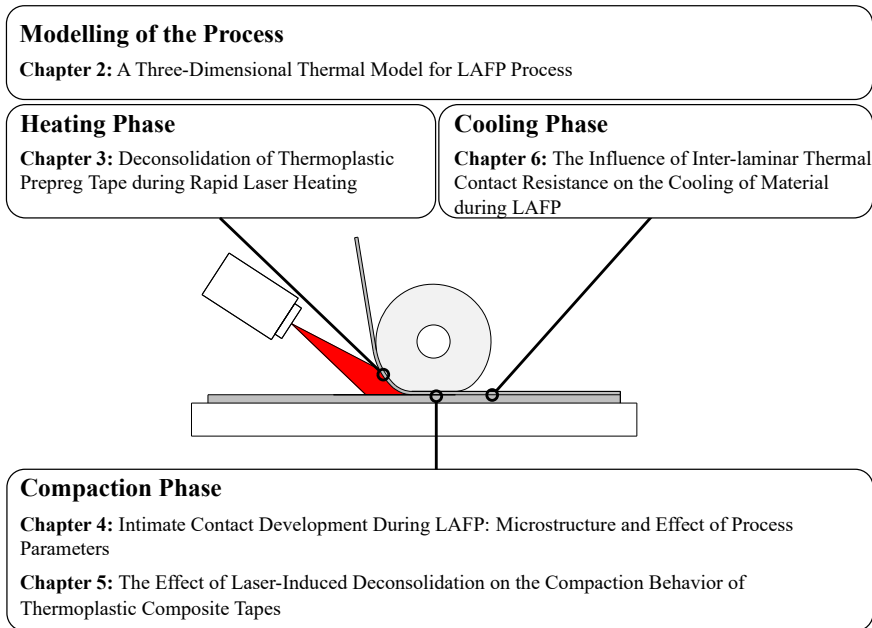 Modelling of the Process
Chapter 2: A Three-Dimensional Thermal Model for LAFP Process
Heating Phase
Chapter 3: Deconsolidation of Thermoplastic
Prepreg Tape during Rapid Laser Heating
Cooling Phase
Chapter 6: The Influence of Inter-laminar Thermal
Contact Resistance on the Cooling of Material
during LAFP
Compaction Phase
Chapter 4: Intimate Contact Development During LAFP: Microstructure and Effect of Process
Parameters
Chapter 5: The Effect of Laser-Induced Deconsolidation on the Compaction Behavior of
Thermoplastic Composite Tapes